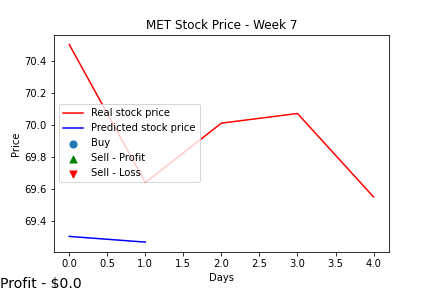 MET Stock Price - Week 7
Price
70.4
70.2
70.0
69.8
69.6
69.4
Real stock price
Predicted stock price
Buy
Sell - Profit
Sell - Loss
0.0 0.5 1.0 1.5 2.0 2.5 3.0 3.5 4.0
Days
Profit - $0.0